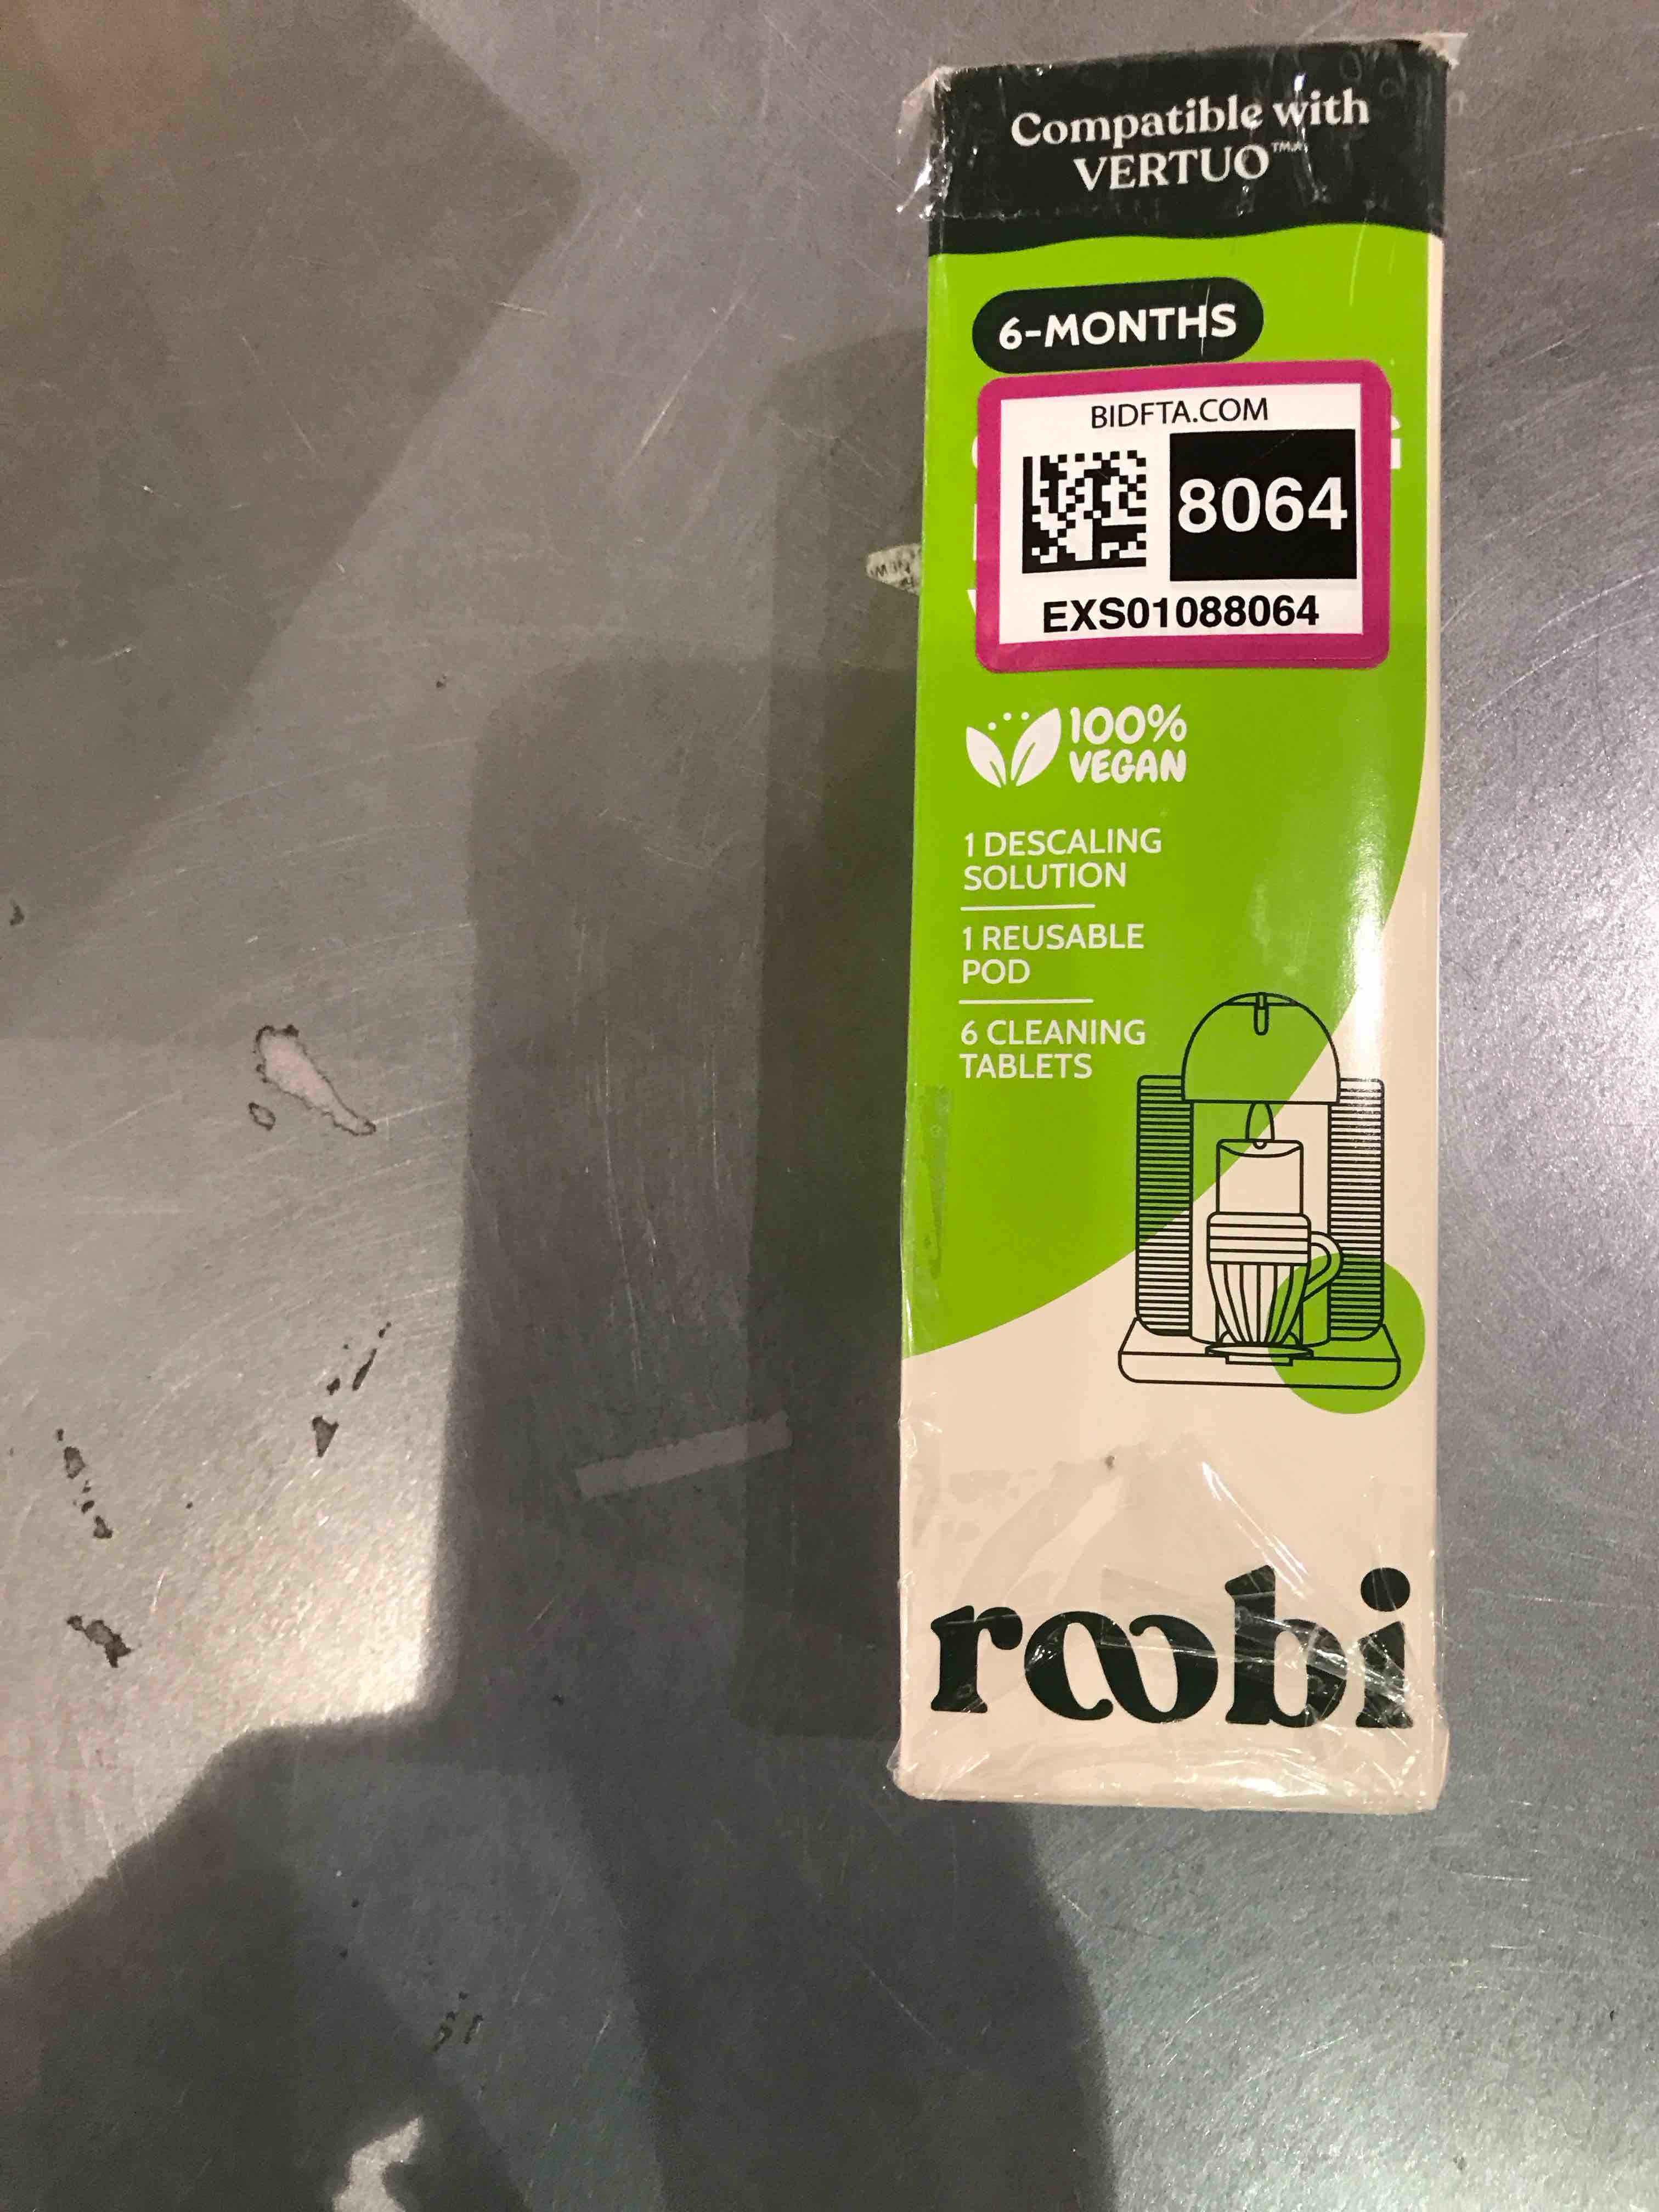 Compatible with
VERTUO™
6-MONTHS
BIDFTA.COM
8064
EXS01088064
100%
VEGAN
1 DESCALING
SOLUTION
1 REUSABLE
POD
6 CLEANING
TABLETS
roobi